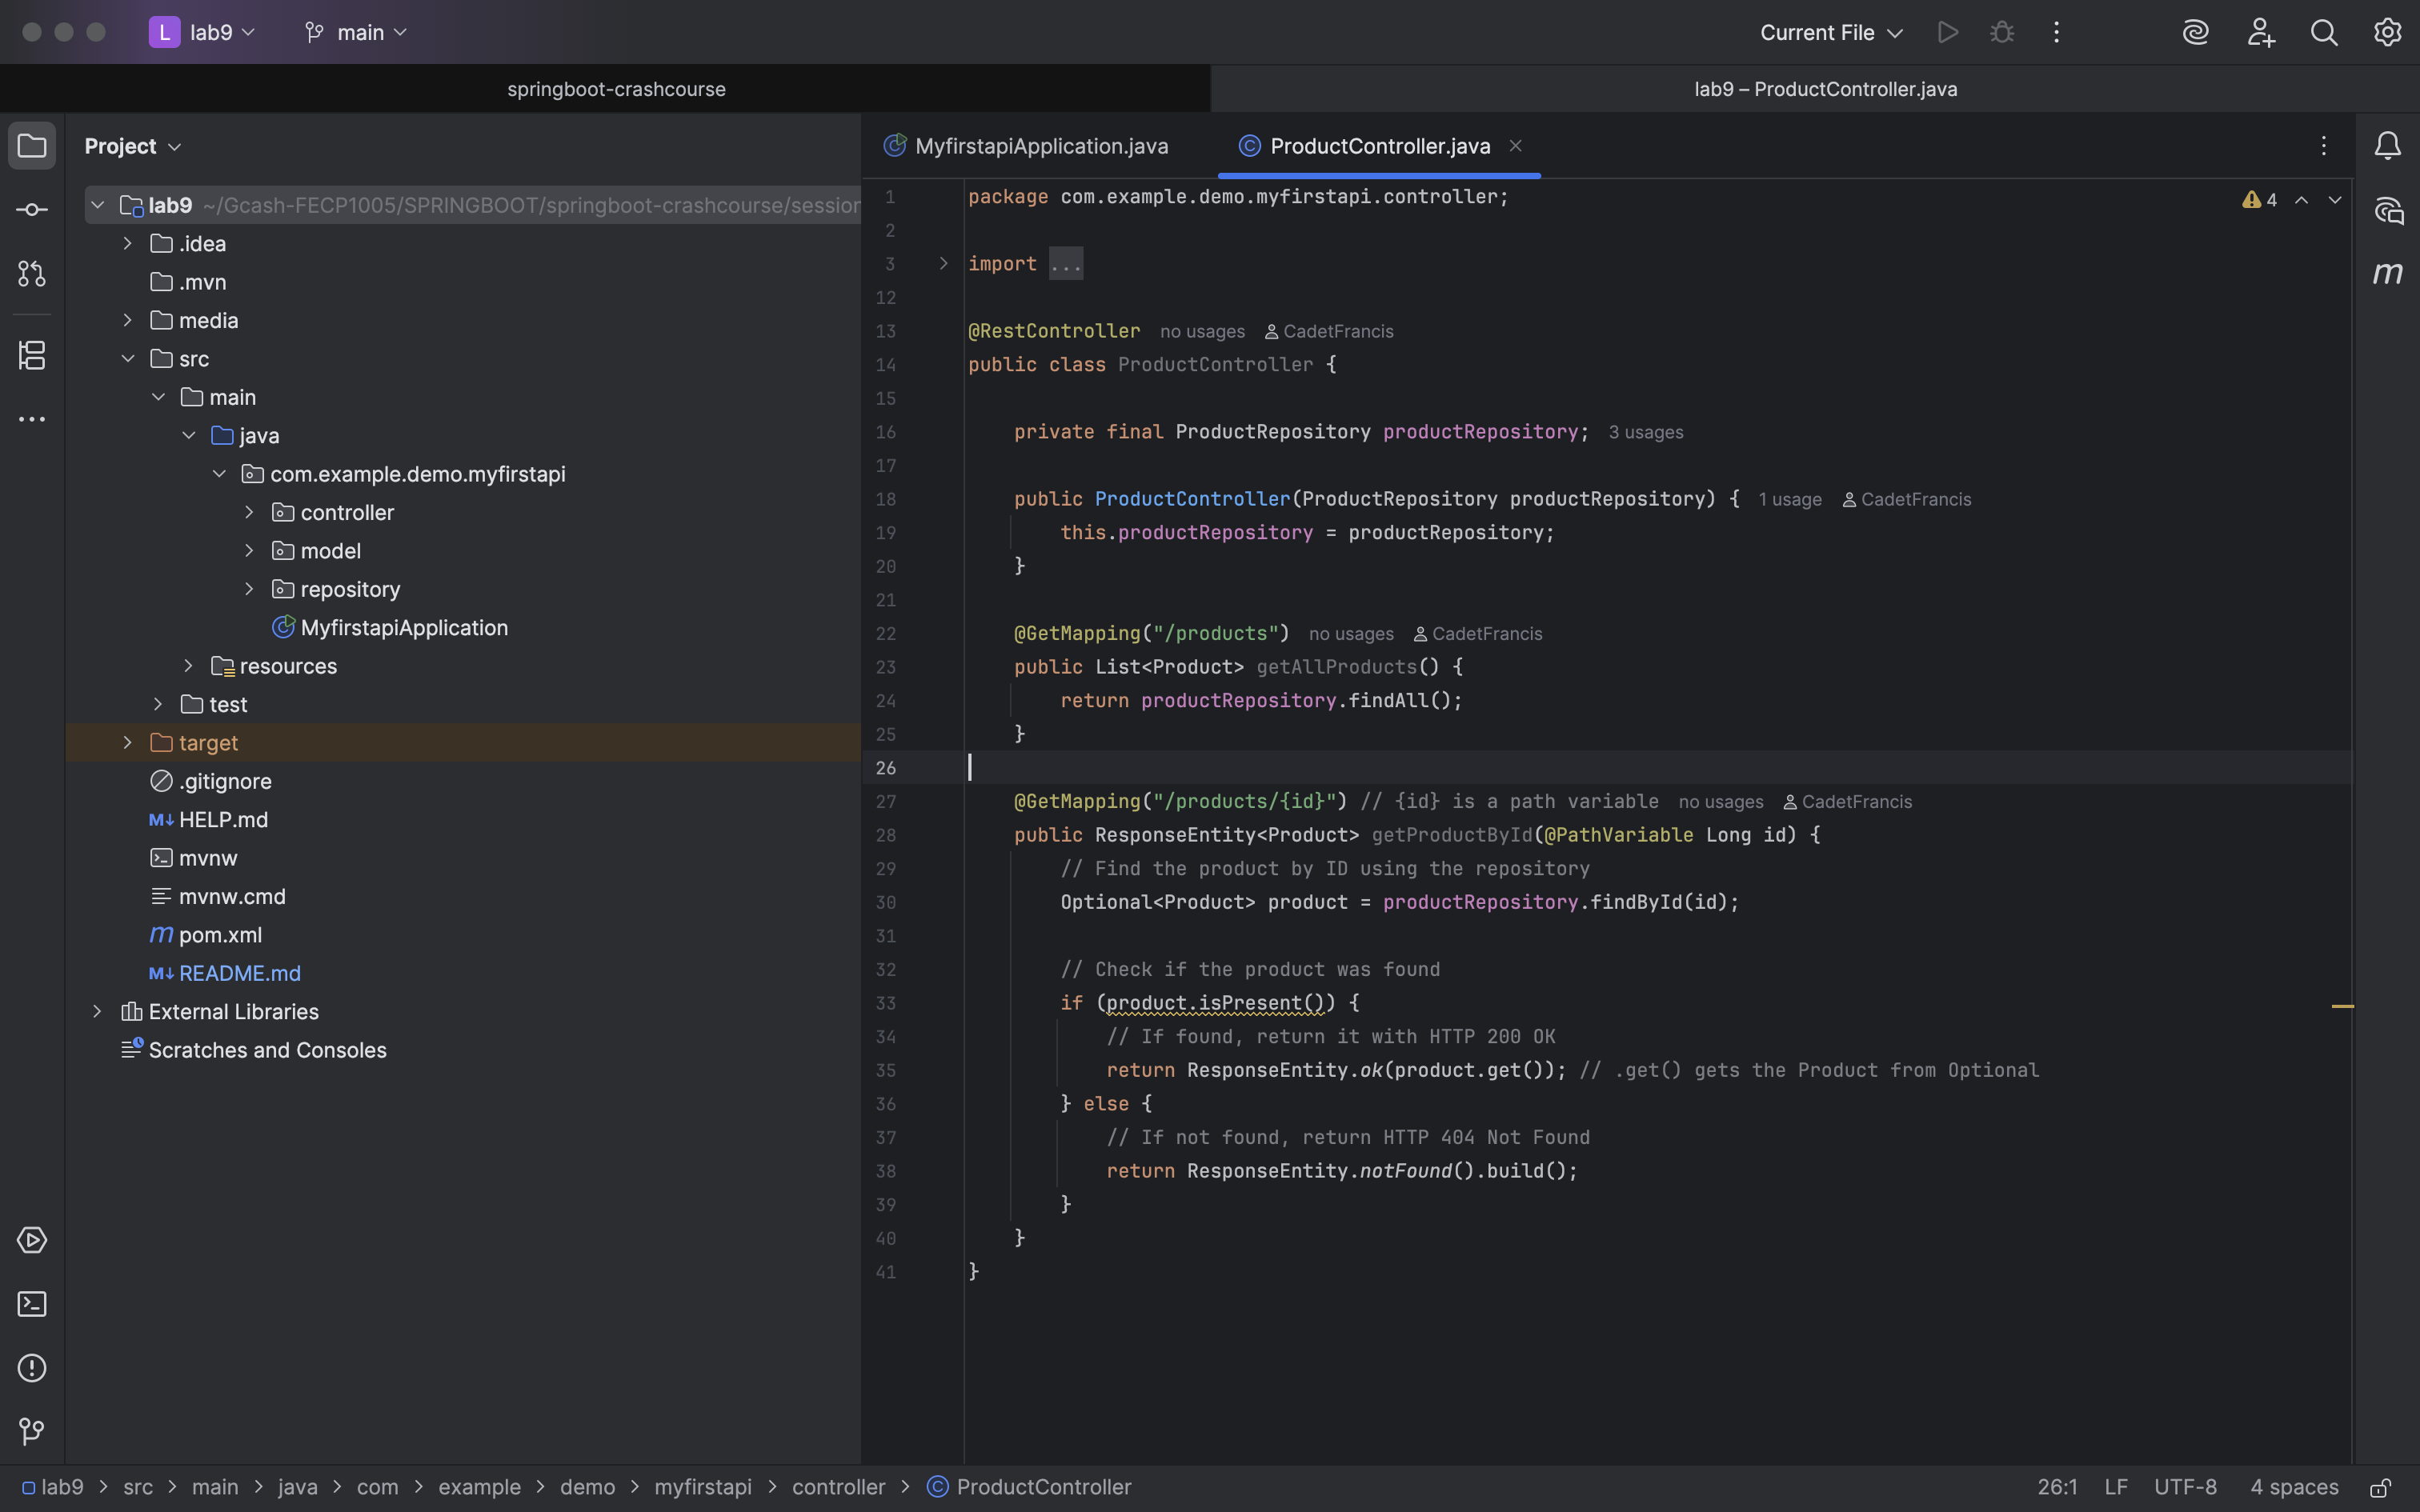 L lab9 main Current File
springboot-crashcourse lab9 – ProductController.java
Project
lab9 ~/Gcash-FECP1005/SPRINGBOOT/springboot-crashcourse/session
.idea
.mvn
media
src
main
java
com.example.demo.myfirstapi
controller
model
repository
MyfirstapiApplication
resources
test
target
.gitignore
M↓ HELP.md
mvnw
mvnw.cmd
m pom.xml
M↓ README.md
External Libraries
Scratches and Consoles
MyfirstapiApplication.java ProductController.java
4
1 package com.example.demo.myfirstapi.controller;
2
3 import ...
12
13 @RestController no usages CadetFrancis
14 public class ProductController {
15
16 private final ProductRepository productRepository; 3 usages
17
18 public ProductController(ProductRepository productRepository) { 1 usage CadetFrancis
19 this.productRepository = productRepository;
20 }
21
22 @GetMapping("/products") no usages CadetFrancis
23 public List<Product> getAllProducts() {
24 return productRepository.findAll();
25 }
26
27 @GetMapping("/products/{id}") // {id} is a path variable no usages CadetFrancis
28 public ResponseEntity<Product> getProductById(@PathVariable Long id) {
29 // Find the product by ID using the repository
30 Optional<Product> product = productRepository.findById(id);
31
32 // Check if the product was found
33 if (product.isPresent()) {
34 // If found, return it with HTTP 200 OK
35 return ResponseEntity.ok(product.get()); // .get() gets the Product from Optional
36 } else {
37 // If not found, return HTTP 404 Not Found
38 return ResponseEntity.notFound().build();
39 }
40 }
41 }
m
lab9 > src > main > java > com > example > demo > myfirstapi > controller > ProductController 26:1 LF UTF-8 4 spaces